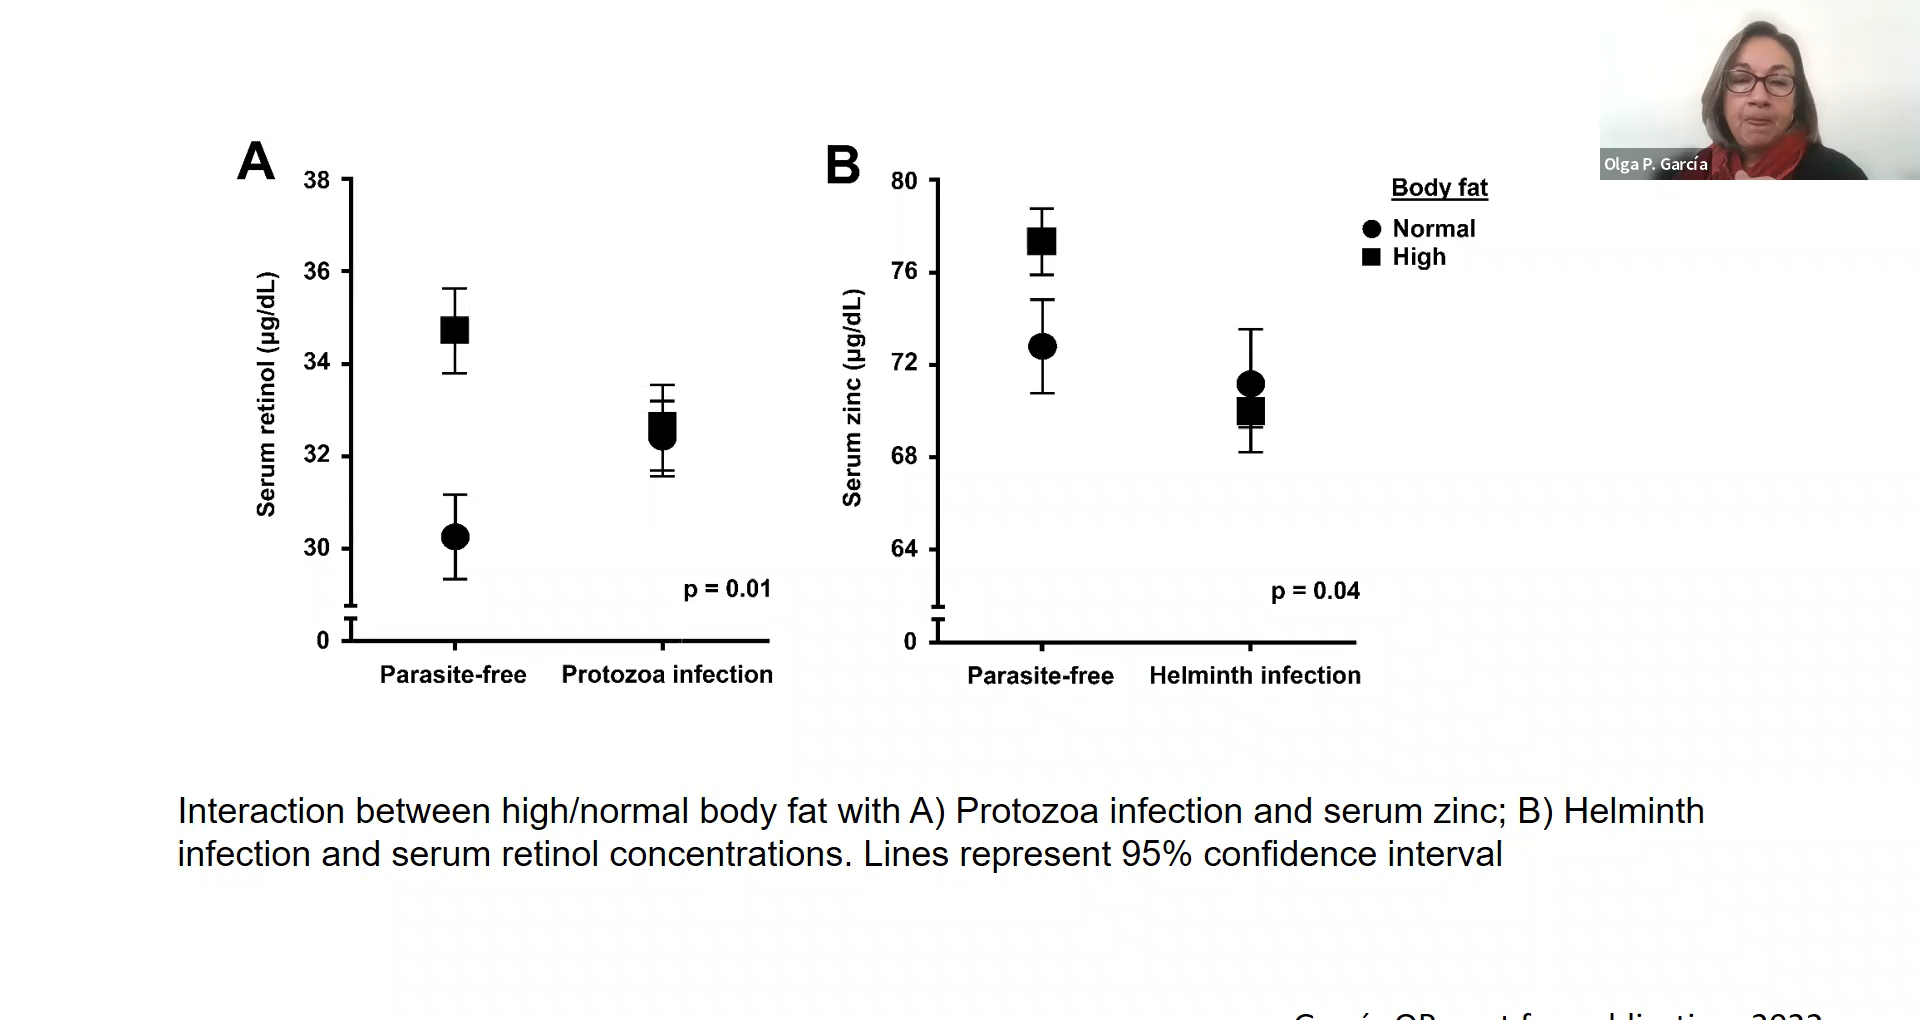 Olga P. García
A
38
36
34
32
30
0
Serum retinol (µg/dL)
p = 0.01
Parasite-free
Protozoa infection
B
80
76
72
68
64
0
Serum zinc (µg/dL)
p = 0.04
Parasite-free
Helminth infection
Body fat
Normal
High
Interaction between high/normal body fat with A) Protozoa infection and serum zinc; B) Helminth
infection and serum retinol concentrations. Lines represent 95% confidence interval